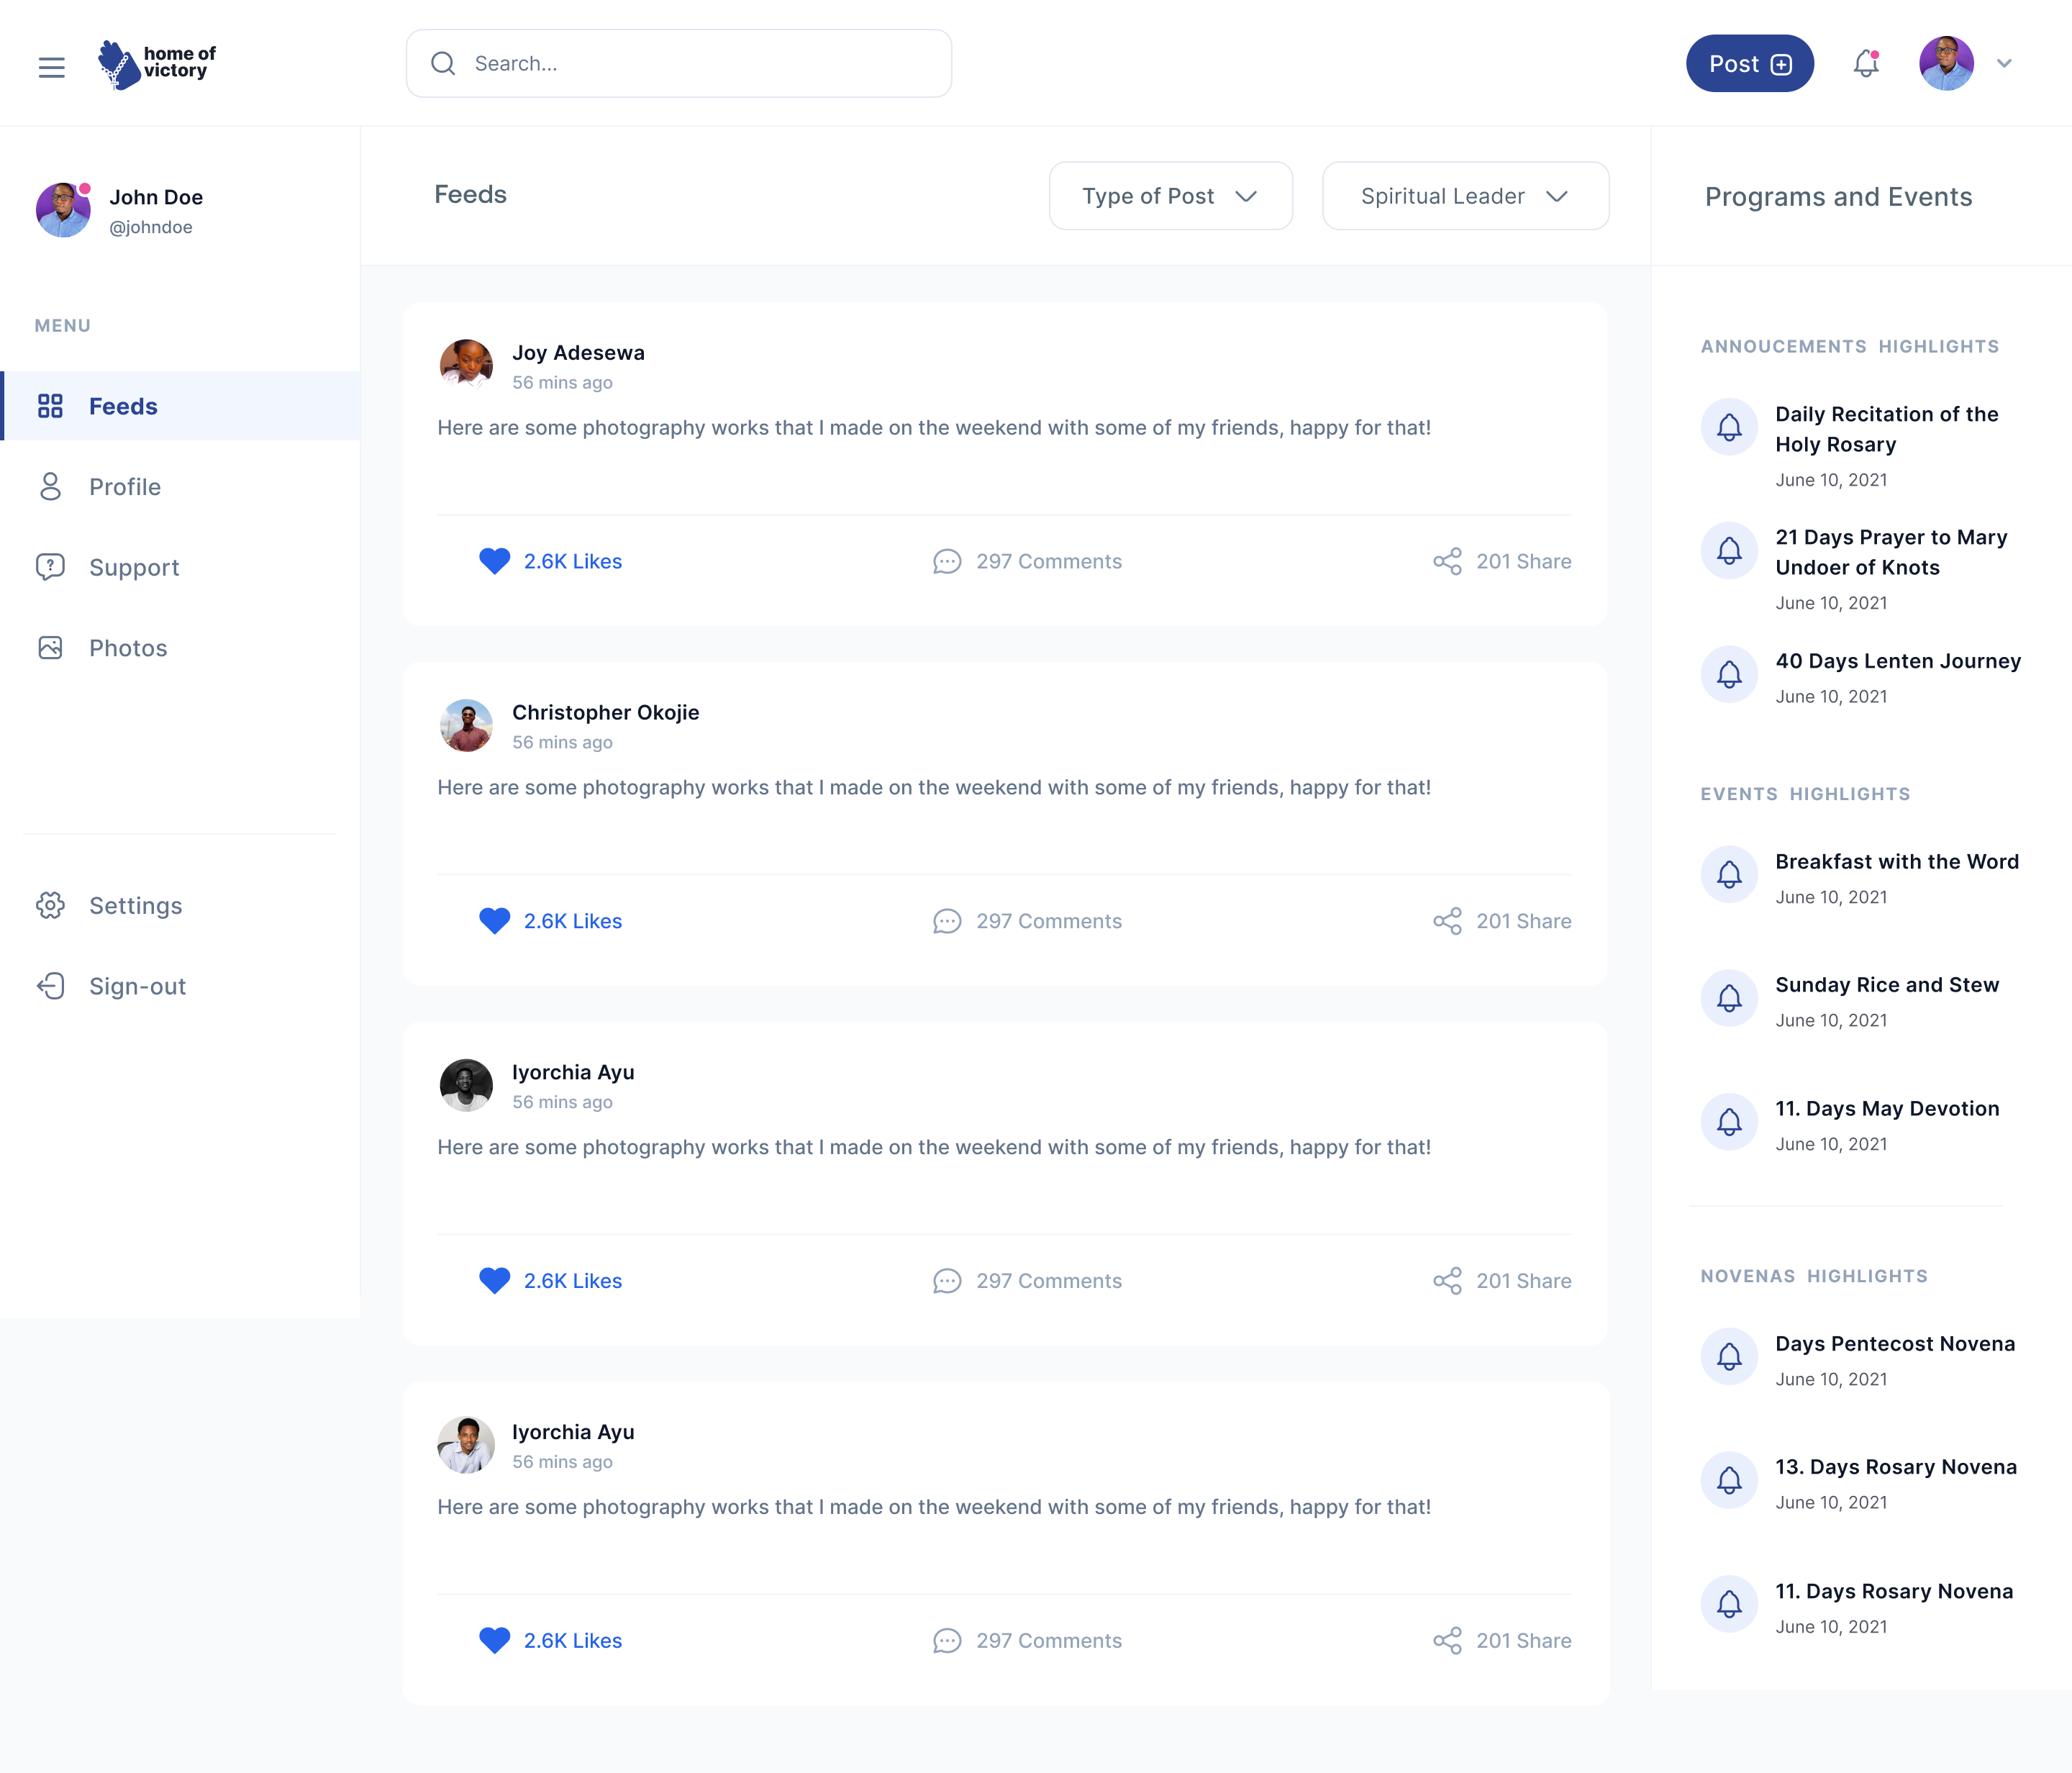 home of
victory
Search...
Post
John Doe
@johndoe
MENU
Feeds
Profile
Support
Photos
Settings
Sign-out
Feeds
Type of Post
Spiritual Leader
Joy Adesewa
56 mins ago
Here are some photography works that I made on the weekend with some of my friends, happy for that!
2.6K Likes
297 Comments
201 Share
Christopher Okojie
56 mins ago
Here are some photography works that I made on the weekend with some of my friends, happy for that!
2.6K Likes
297 Comments
201 Share
Iyorchia Ayu
56 mins ago
Here are some photography works that I made on the weekend with some of my friends, happy for that!
2.6K Likes
297 Comments
201 Share
Iyorchia Ayu
56 mins ago
Here are some photography works that I made on the weekend with some of my friends, happy for that!
2.6K Likes
297 Comments
201 Share
Programs and Events
ANNOUCEMENTS HIGHLIGHTS
Daily Recitation of the
Holy Rosary
June 10, 2021
21 Days Prayer to Mary
Undoer of Knots
June 10, 2021
40 Days Lenten Journey
June 10, 2021
EVENTS HIGHLIGHTS
Breakfast with the Word
June 10, 2021
Sunday Rice and Stew
June 10, 2021
11. Days May Devotion
June 10, 2021
NOVENAS HIGHLIGHTS
Days Pentecost Novena
June 10, 2021
13. Days Rosary Novena
June 10, 2021
11. Days Rosary Novena
June 10, 2021